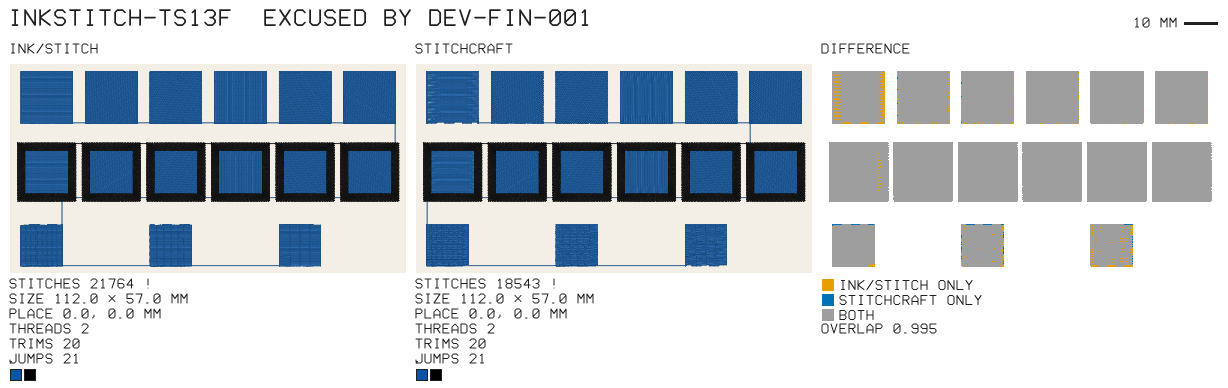 INKSTITCH-TS13F EXCUSED BY DEV-FIN-001
10 MM
INK/STITCH
STITCHCRAFT
DIFFERENCE
STITCHES 21764 !
SIZE 112.0 × 57.0 MM
PLACE 0.0, 0.0 MM
THREADS 2
TRIMS 20
JUMPS 21
STITCHES 18543 !
SIZE 112.0 × 57.0 MM
PLACE 0.0, 0.0 MM
THREADS 2
TRIMS 20
JUMPS 21
INK/STITCH ONLY
STITCHCRAFT ONLY
BOTH
OVERLAP 0.995